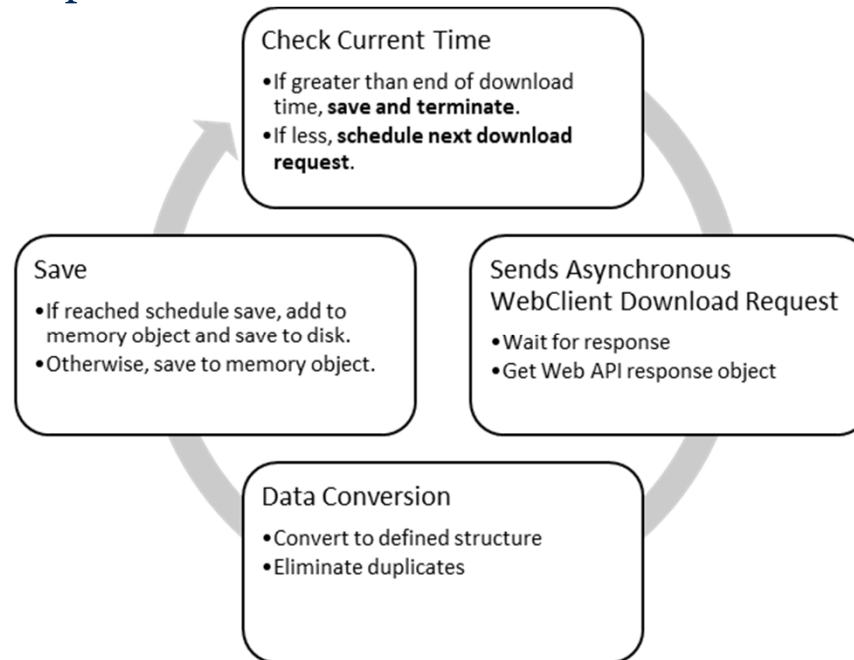 Check Current Time
•If greater than end of download
time, save and terminate.
•If less, schedule next download
request.
Sends Asynchronous
WebClient Download Request
•Wait for response
•Get Web API response object
Data Conversion
•Convert to defined structure
•Eliminate duplicates
Save
•If reached schedule save, add to
memory object and save to disk.
•Otherwise, save to memory object.